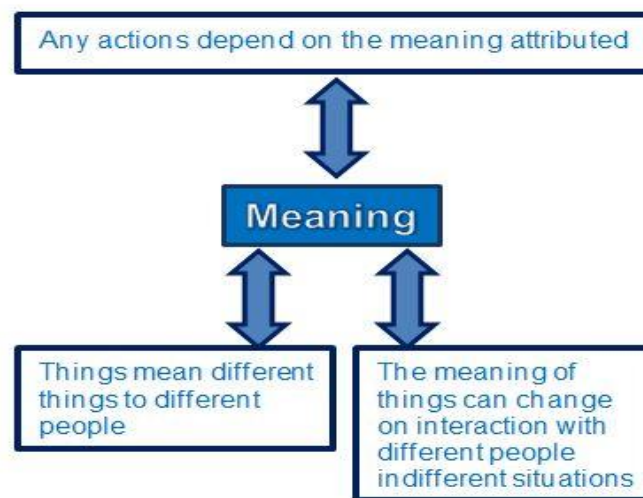 Any actions depend on the meaning attributed
Meaning
Things mean different
things to different
people
The meaning of
things can change
on interaction with
different people
indifferent situations